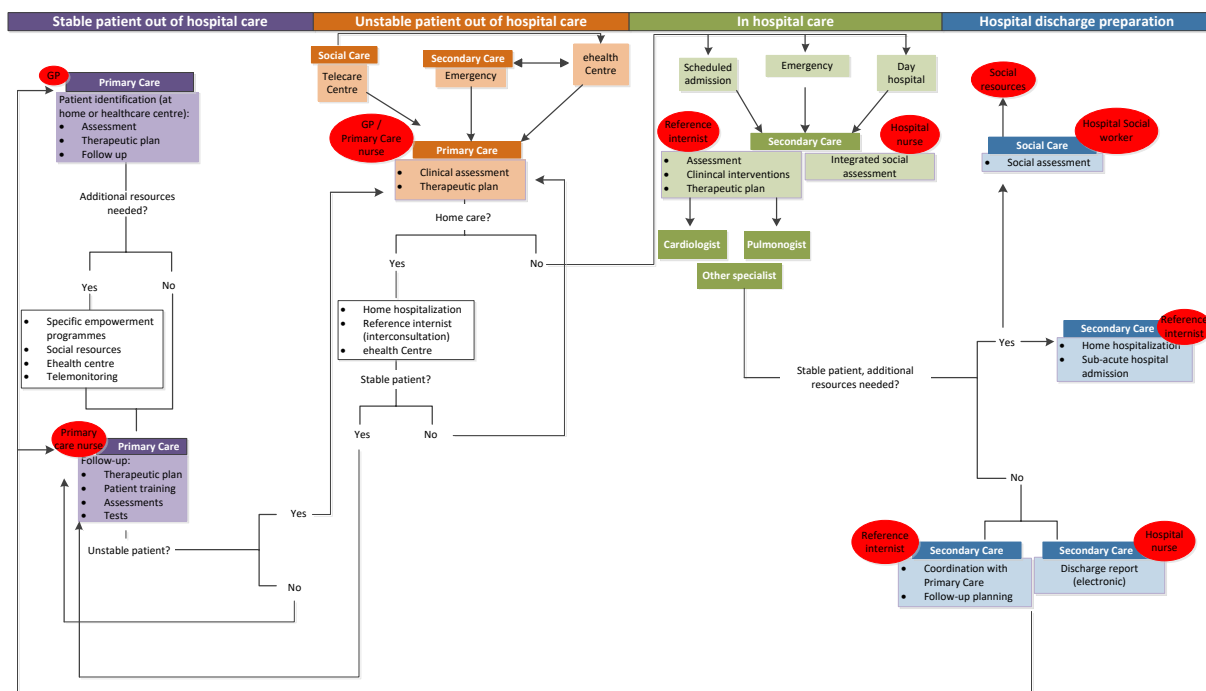 Stable patient out of hospital care
Unstable patient out of hospital care
In hospital care
Hospital discharge preparation
GP
Primary Care
Patient identification (at
home or healthcare centre):
• Assessment
• Therapeutic plan
• Follow up
Additional resources
needed?
Yes
No
• Specific empowerment
programmes
• Social resources
• Ehealth centre
• Telemonitoring
Primary
care nurse
Primary Care
Follow-up:
• Therapeutic plan
• Patient training
• Assessments
• Tests
Unstable patient?
Yes
No
Social Care
Telecare
Centre
Secondary Care
Emergency
ehealth
Centre
GP /
Primary Care
nurse
Primary Care
• Clinical assessment
• Therapeutic plan
Home care?
Yes
No
• Home hospitalization
• Reference internist
(interconsultation)
• ehealth Centre
Stable patient?
Yes
No
Scheduled
admission
Emergency
Day
hospital
Reference
internist
Hospital
nurse
Secondary Care
• Assessment
• Clinincal interventions
• Therapeutic plan
Integrated social
assessment
Cardiologist
Pulmonogist
Other specialist
Stable patient, additional
resources needed?
Social
resources
Hospital Social
worker
Social Care
• Social assessment
Yes
Reference
internist
Secondary Care
• Home hospitalization
• Sub-acute hospital
admission
No
Reference
internist
Secondary Care
• Coordination with
Primary Care
• Follow-up planning
Hospital
nurse
Secondary Care
Discharge report
(electronic)